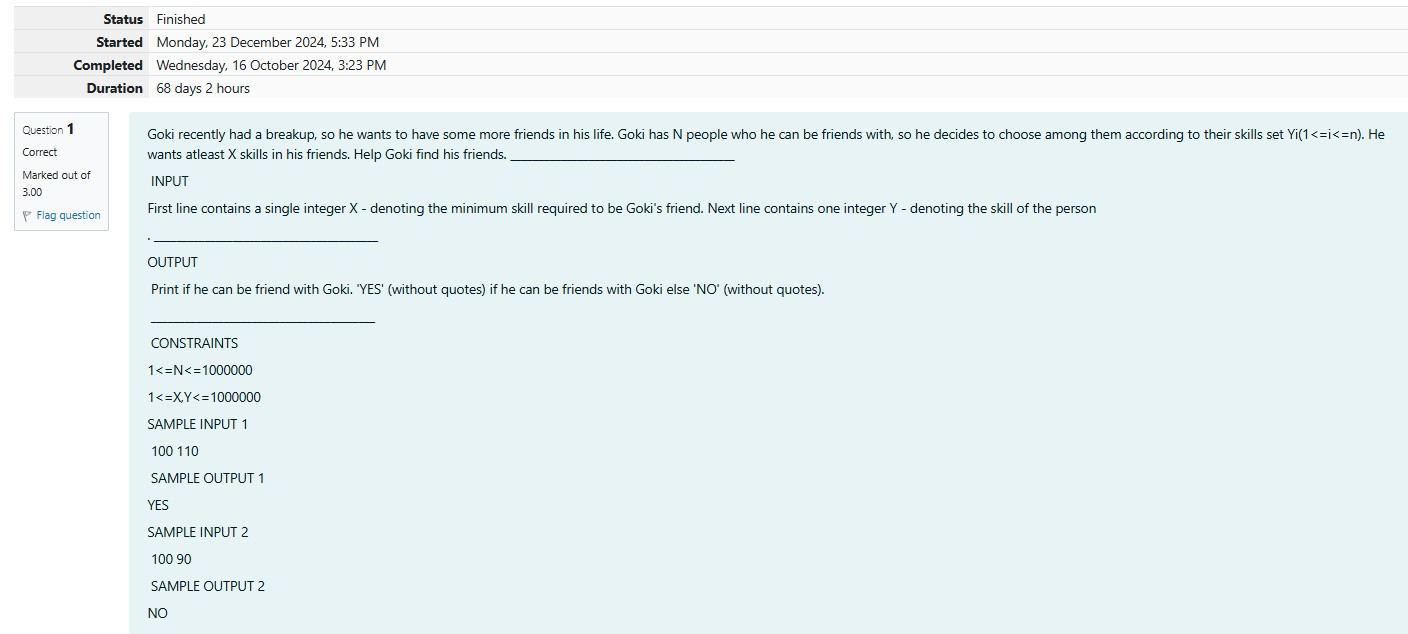 Status Finished
Started Monday, 23 December 2024, 5:33 PM
Completed Wednesday, 16 October 2024, 3:23 PM
Duration 68 days 2 hours
Question 1
Correct
Marked out of
3.00
Flag question
Goki recently had a breakup, so he wants to have some more friends in his life. Goki has N people who he can be friends with, so he decides to choose among them according to their skills set Yi(1<=i<=n). He
wants atleast X skills in his friends. Help Goki find his friends. ________________________________
INPUT
First line contains a single integer X - denoting the minimum skill required to be Goki's friend. Next line contains one integer Y - denoting the skill of the person
. ________________________________
OUTPUT
Print if he can be friend with Goki. 'YES' (without quotes) if he can be friends with Goki else 'NO' (without quotes).
________________________________
CONSTRAINTS
1<=N<=1000000
1<=X,Y<=1000000
SAMPLE INPUT 1
100 110
SAMPLE OUTPUT 1
YES
SAMPLE INPUT 2
100 90
SAMPLE OUTPUT 2
NO